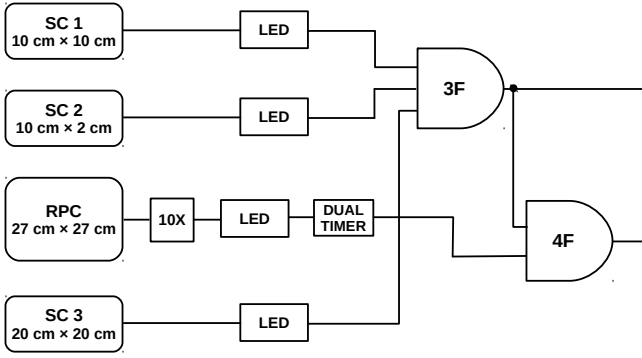 SC 1
10 cm × 10 cm
LED
3F
SC 2
10 cm × 2 cm
LED
RPC
27 cm × 27 cm
10X
LED
DUAL
TIMER
4F
SC 3
20 cm × 20 cm
LED